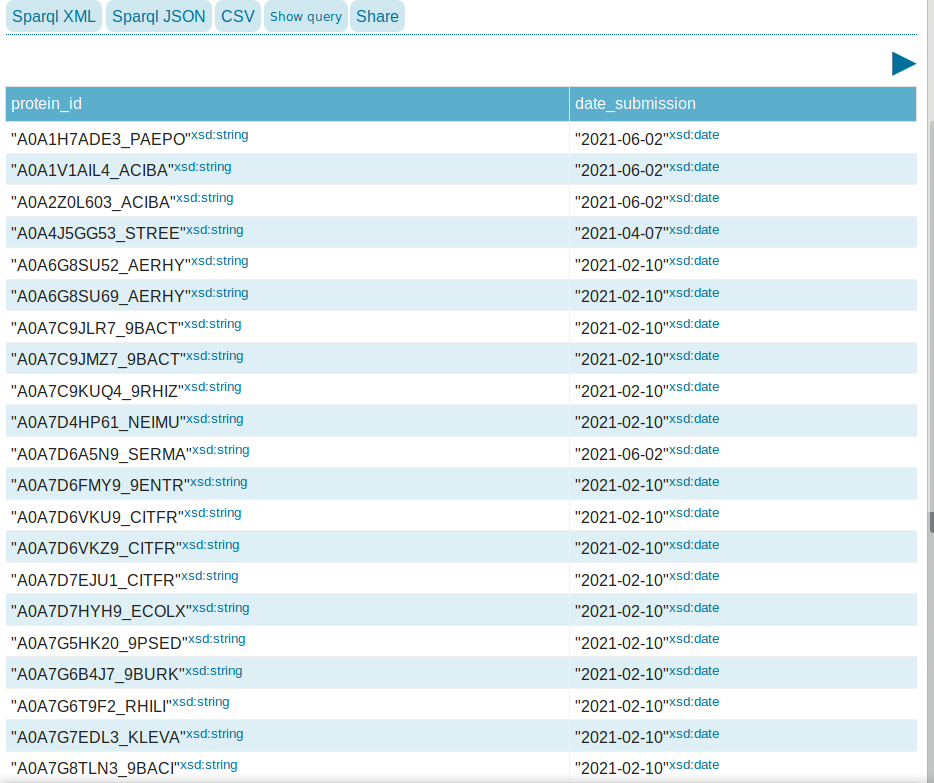 Sparql XML Sparql JSON CSV Show query Share
protein_id date_submission
"A0A1H7ADE3_PAEPO"xsd:string "2021-06-02"xsd:date
"A0A1V1AIL4_ACIBA"xsd:string "2021-06-02"xsd:date
"A0A2Z0L603_ACIBA"xsd:string "2021-06-02"xsd:date
"A0A4J5GG53_STREE"xsd:string "2021-04-07"xsd:date
"A0A6G8SU52_AERHY"xsd:string "2021-02-10"xsd:date
"A0A6G8SU69_AERHY"xsd:string "2021-02-10"xsd:date
"A0A7C9JLR7_9BACT"xsd:string "2021-02-10"xsd:date
"A0A7C9JMZ7_9BACT"xsd:string "2021-02-10"xsd:date
"A0A7C9KUQ4_9RHIZ"xsd:string "2021-02-10"xsd:date
"A0A7D4HP61_NEIMU"xsd:string "2021-02-10"xsd:date
"A0A7D6A5N9_SERMA"xsd:string "2021-06-02"xsd:date
"A0A7D6FMY9_9ENTR"xsd:string "2021-02-10"xsd:date
"A0A7D6VKU9_CITFR"xsd:string "2021-02-10"xsd:date
"A0A7D6VKZ9_CITFR"xsd:string "2021-02-10"xsd:date
"A0A7D7EJU1_CITFR"xsd:string "2021-02-10"xsd:date
"A0A7D7HYH9_ECOLX"xsd:string "2021-02-10"xsd:date
"A0A7G5HK20_9PSED"xsd:string "2021-02-10"xsd:date
"A0A7G6B4J7_9BURK"xsd:string "2021-02-10"xsd:date
"A0A7G6T9F2_RHILI"xsd:string "2021-02-10"xsd:date
"A0A7G7EDL3_KLEVA"xsd:string "2021-02-10"xsd:date
"A0A7G8TLN3_9BACI"xsd:string "2021-02-10"xsd:date